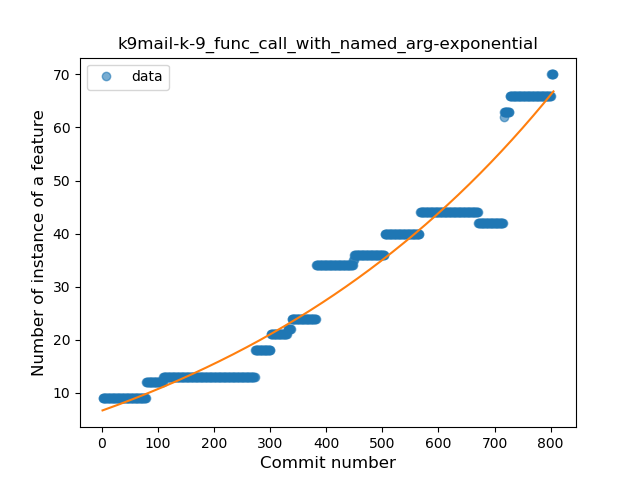 k9mail-k-9_func_call_with_named_arg-exponential
data
Number of instance of a feature
70
60
50
40
30
20
10
0 100 200 300 400 500 600 700 800
Commit number